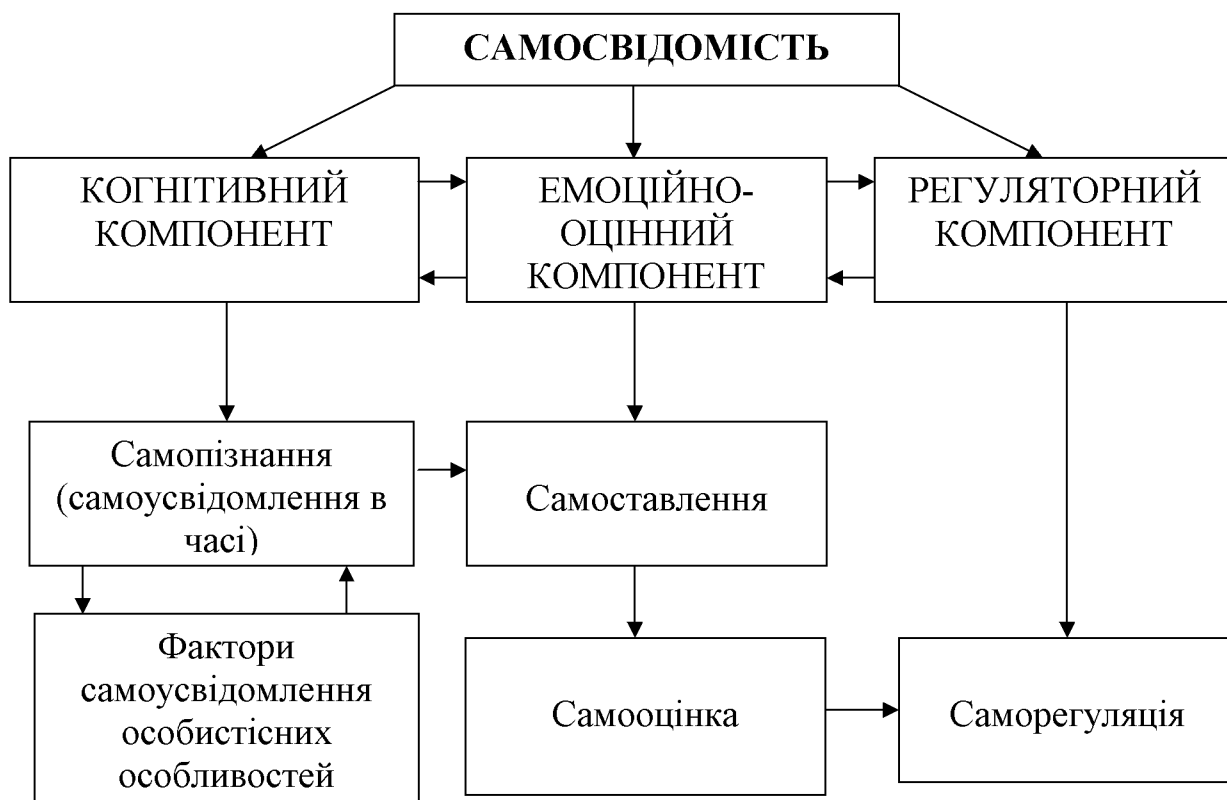 САМОСВІДОМІСТЬ
КОГНІТИВНИЙ
КОМПОНЕНТ
ЕМОЦІЙНО-
ОЦІННИЙ
КОМПОНЕНТ
РЕГУЛЯТОРНИЙ
КОМПОНЕНТ
Самопізнання
(самоусвідомлення в
часі)
Самоставлення
Фактори
самоусвідомлення
особистісних
особливостей
Самооцінка
Саморегуляція